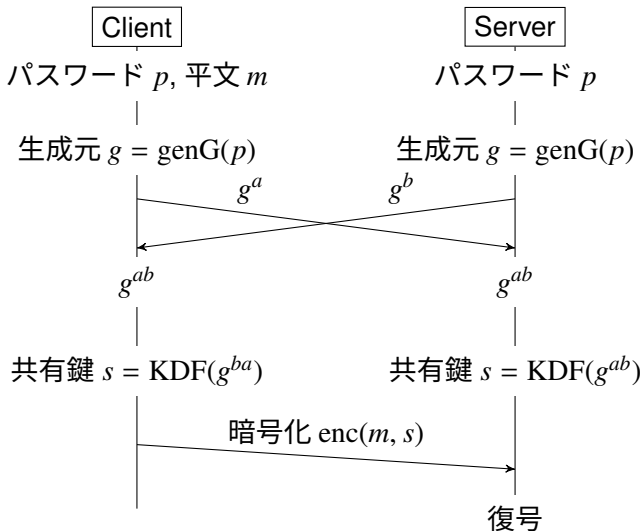 Client
Server
パスワード p, 平文 m
パスワード p
生成元 g = genG(p)
生成元 g = genG(p)
g^a
g^b
g^{ab}
g^{ab}
共有鍵 s = KDF(g^{ba})
共有鍵 s = KDF(g^{ab})
暗号化 enc(m, s)
復号